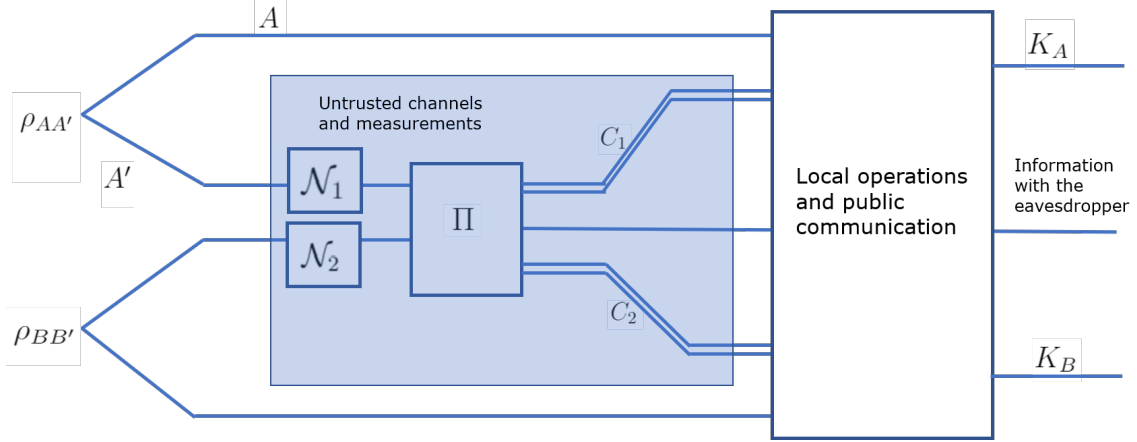 A
K_A
ρ_{AA'}
Untrusted channels
and measurements
C_1
A'
𝒩_1
Π
𝒩_2
Local operations
and public
communication
Information
with the
eavesdropper
ρ_{BB'}
C_2
K_B